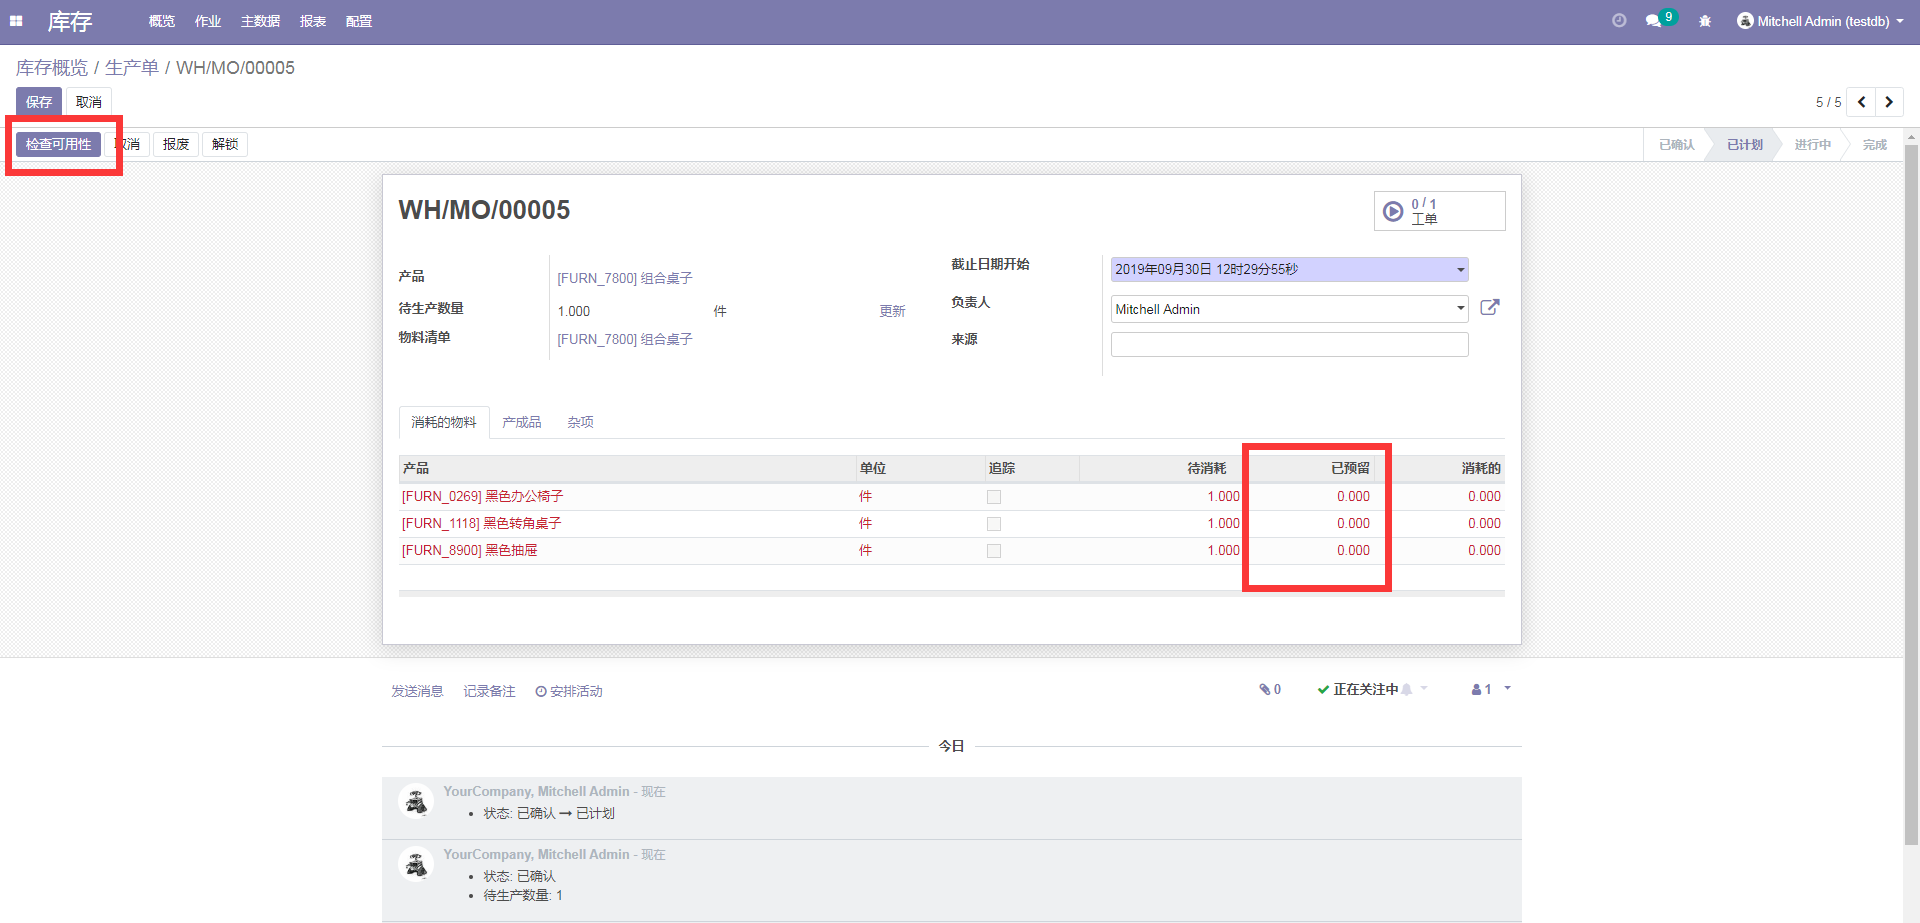 库存 概览 作业 主数据 报表 配置 9 Mitchell Admin (testdb)
库存概览 / 生产单 / WH/MO/00005
保存 取消 5 / 5
检查可用性 取消 报废 解锁 已确认 已计划 进行中 完成
WH/MO/00005
0 / 1
工单
产品 [FURN_7800] 组合桌子
待生产数量 1.000 件 更新
物料清单 [FURN_7800] 组合桌子
截止日期开始 2019年09月30日 12时29分55秒
负责人 Mitchell Admin
来源
消耗的物料 产成品 杂项
产品 单位 追踪 待消耗 已预留 消耗的
[FURN_0269] 黑色办公椅子 件 1.000 0.000 0.000
[FURN_1118] 黑色转角桌子 件 1.000 0.000 0.000
[FURN_8900] 黑色抽屉 件 1.000 0.000 0.000
发送消息 记录备注 安排活动 0 正在关注中 1
今日
YourCompany, Mitchell Admin - 现在
状态: 已确认 → 已计划
YourCompany, Mitchell Admin - 现在
状态: 已确认
待生产数量: 1